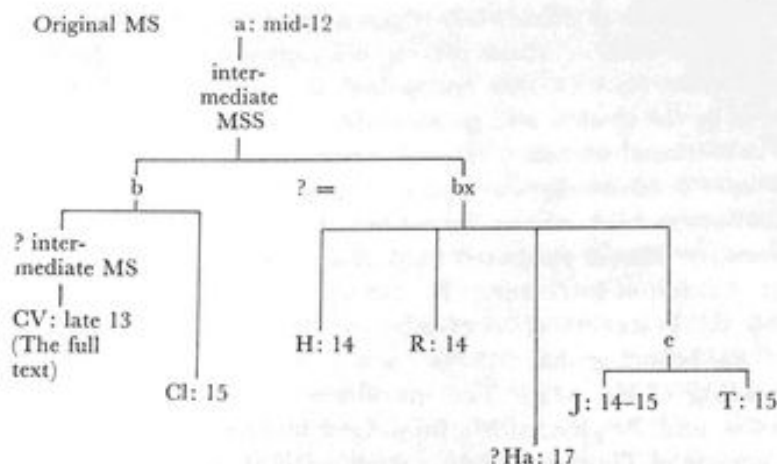 Original MS a: mid-12
inter-
mediate
MSS
b ? = bx
? inter-
mediate MS
CV: late 13
(The full
text)
H: 14 R: 14 c
Cl: 15
J: 14–15 T: 15
?Ha: 17